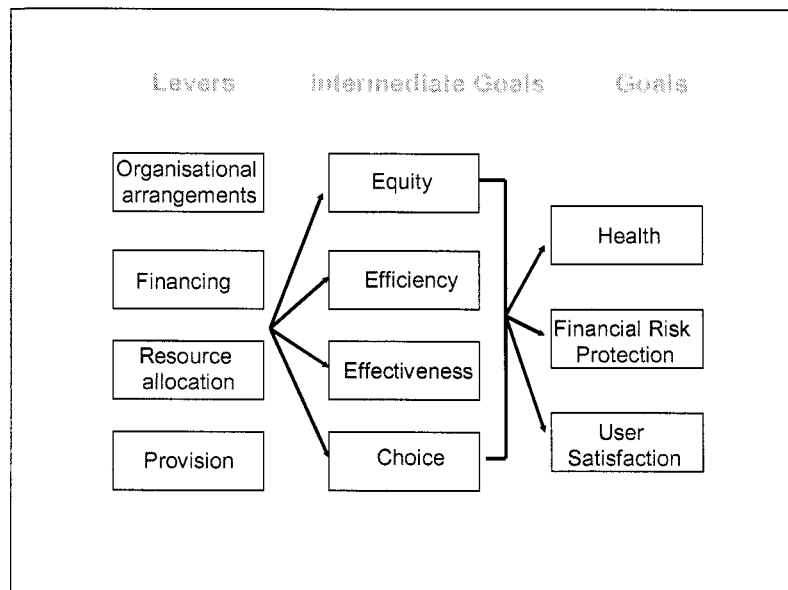 Levers
Intermediate Goals
Goals
Organisational
arrangements
Financing
Resource
allocation
Provision
Equity
Efficiency
Effectiveness
Choice
Health
Financial Risk
Protection
User
Satisfaction